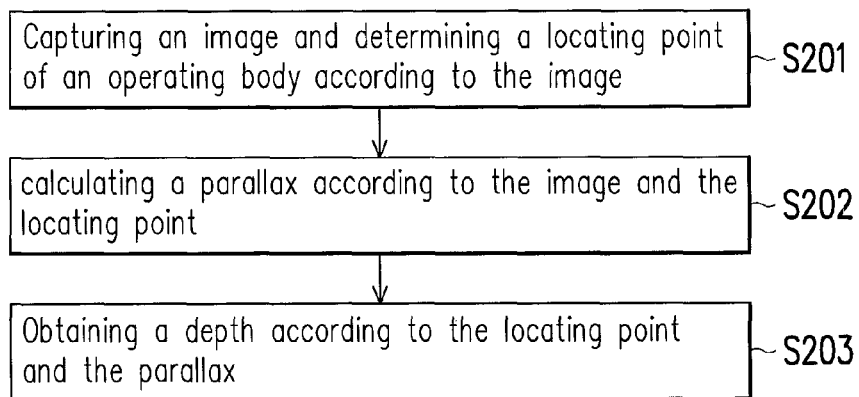 Capturing an image and determining a locating point
of an operating body according to the image
S201
calculating a parallax according to the image and the
locating point
S202
Obtaining a depth according to the locating point
and the parallax
S203